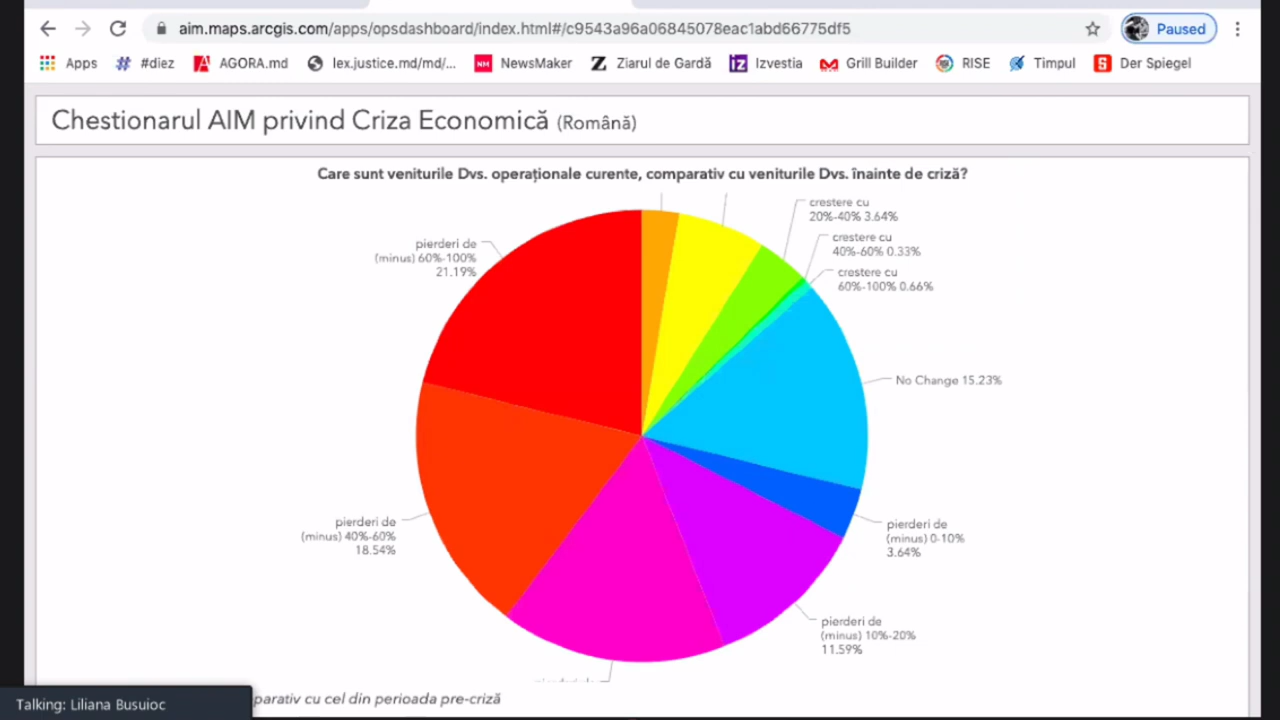 aim.maps.arcgis.com/apps/opsdashboard/index.html#/c9543a96a06845078eac1abd66775df5
Paused
Apps
#diez
AGORA.md
lex.justice.md/md/...
NM
NewsMaker
Z
Ziarul de Gardă
iz
Izvestia
Grill Builder
RISE
Timpul
S
Der Spiegel
Chestionarul AIM privind Criza Economică (Română)
Care sunt veniturile Dvs. operaționale curente, comparativ cu veniturile Dvs. înainte de criză?
crestere cu
20%-40% 3.64%
crestere cu
40%-60% 0.33%
crestere cu
60%-100% 0.66%
pierderi de
(minus) 60%-100%
21.19%
No Change 15.23%
pierderi de
(minus) 40%-60%
18.54%
pierderi de
(minus) 0-10%
3.64%
pierderi de
(minus) 10%-20%
11.59%
parativ cu cel din perioada pre-criză
Talking: Liliana Busuioc